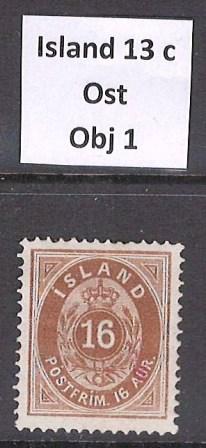 Island 13 c
Ost
Obj 1
ISLAND
16
POSTFRIM. 16 AUR.